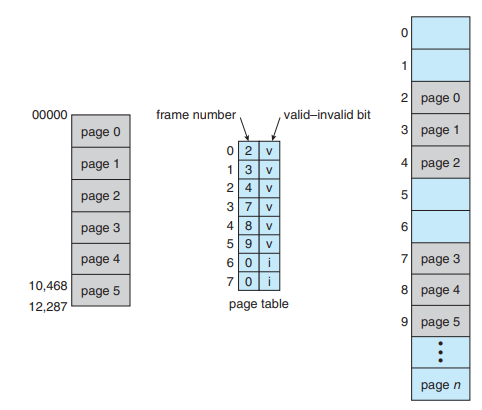 00000
page 0
page 1
page 2
page 3
page 4
10,468
page 5
12,287
frame number
valid–invalid bit
0 2 v
1 3 v
2 4 v
3 7 v
4 8 v
5 9 v
6 0 i
7 0 i
page table
0
1
2 page 0
3 page 1
4 page 2
5
6
7 page 3
8 page 4
9 page 5
page n